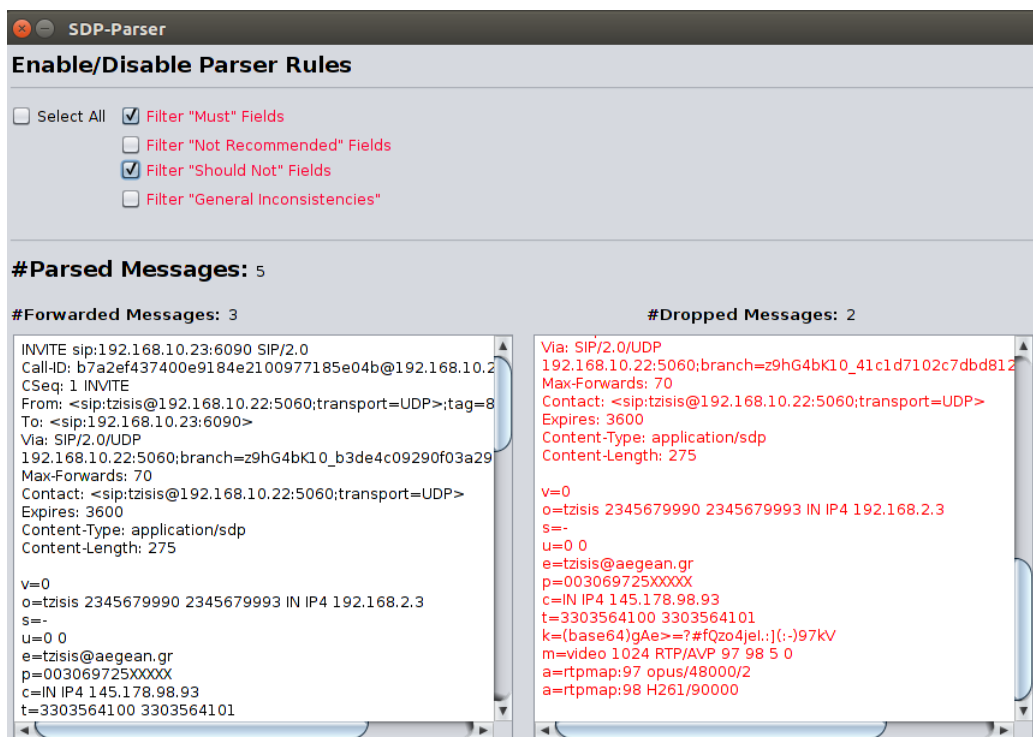 SDP-Parser
Enable/Disable Parser Rules
Select All
Filter "Must" Fields
Filter "Not Recommended" Fields
Filter "Should Not" Fields
Filter "General Inconsistencies"
#Parsed Messages: 5
#Forwarded Messages: 3
INVITE sip:192.168.10.23:6090 SIP/2.0
Call-ID: b7a2ef437400e9184e2100977185e04b@192.168.10.2
CSeq: 1 INVITE
From: <sip:tzisis@192.168.10.22:5060;transport=UDP>;tag=8
To: <sip:192.168.10.23:6090>
Via: SIP/2.0/UDP
192.168.10.22:5060;branch=z9hG4bK10_b3de4c09290f03a29
Max-Forwards: 70
Contact: <sip:tzisis@192.168.10.22:5060;transport=UDP>
Expires: 3600
Content-Type: application/sdp
Content-Length: 275
v=0
o=tzisis 2345679990 2345679993 IN IP4 192.168.2.3
s=-
u=0 0
e=tzisis@aegean.gr
p=003069725XXXXX
c=IN IP4 145.178.98.93
t=3303564100 3303564101
#Dropped Messages: 2
Via: SIP/2.0/UDP
192.168.10.22:5060;branch=z9hG4bK10_41c1d7102c7dbd812
Max-Forwards: 70
Contact: <sip:tzisis@192.168.10.22:5060;transport=UDP>
Expires: 3600
Content-Type: application/sdp
Content-Length: 275
v=0
o=tzisis 2345679990 2345679993 IN IP4 192.168.2.3
s=-
u=0 0
e=tzisis@aegean.gr
p=003069725XXXXX
c=IN IP4 145.178.98.93
t=3303564100 3303564101
k=(base64)gAe>=?#fQzo4jeI.:](:-)97kV
m=video 1024 RTP/AVP 97 98 5 0
a=rtpmap:97 opus/48000/2
a=rtpmap:98 H261/90000